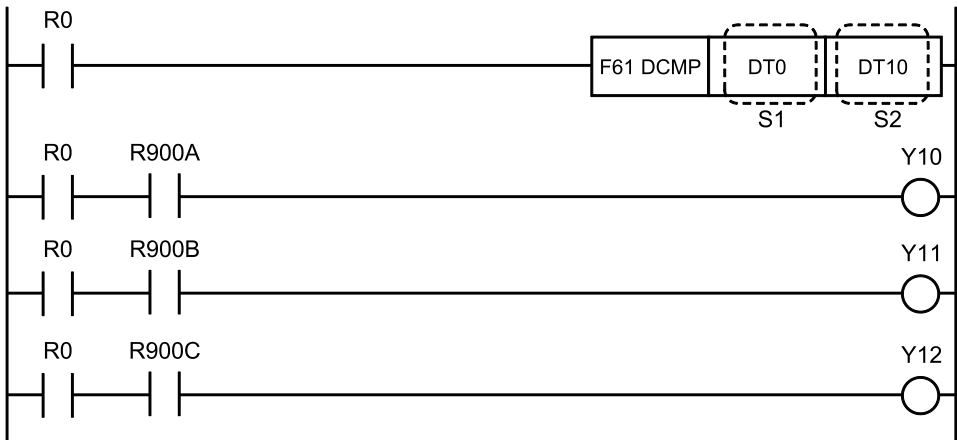 R0
F61 DCMP DT0 DT10
S1 S2
R0 R900A Y10
R0 R900B Y11
R0 R900C Y12